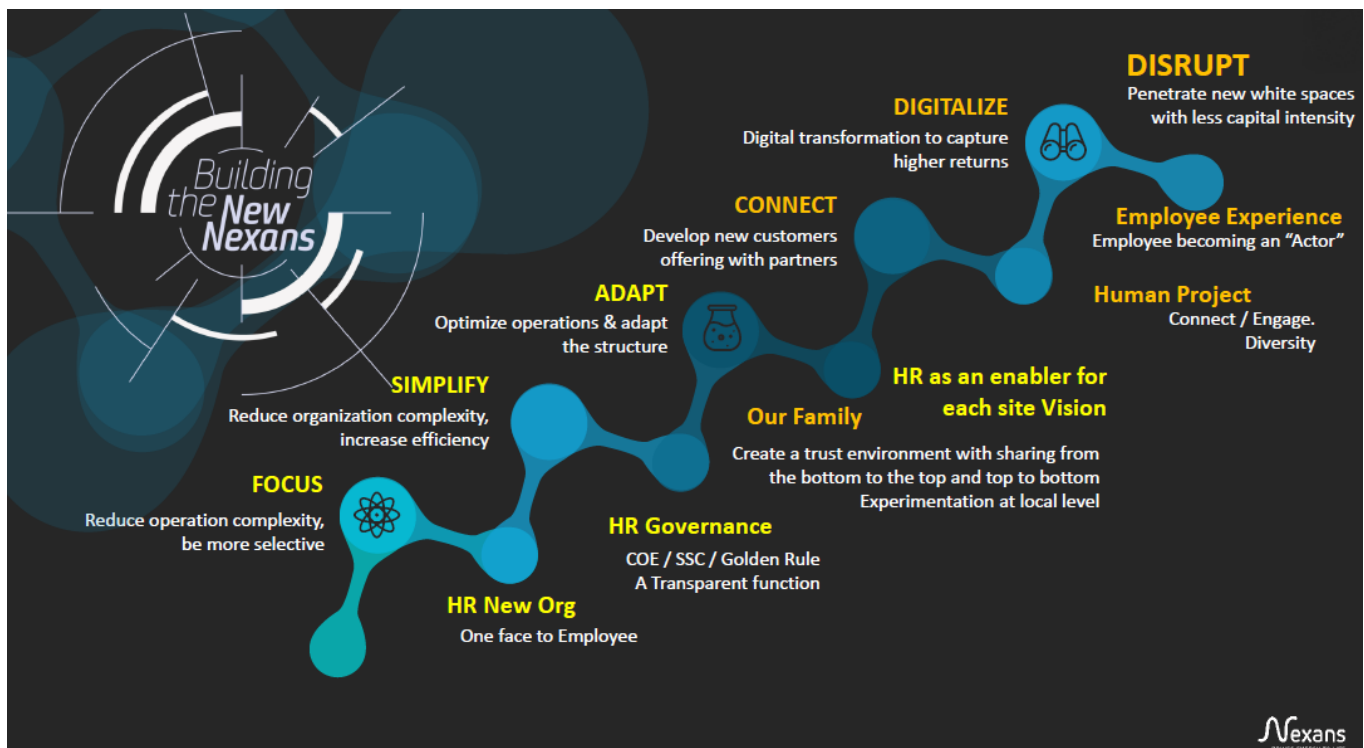 Building
the New
Nexans
DISRUPT
Penetrate new white spaces
with less capital intensity
DIGITALIZE
Digital transformation to capture
higher returns
CONNECT
Develop new customers
offering with partners
ADAPT
Optimize operations & adapt
the structure
SIMPLIFY
Reduce organization complexity,
increase efficiency
FOCUS
Reduce operation complexity,
be more selective
Employee Experience
Employee becoming an “Actor”
Human Project
Connect / Engage.
Diversity
HR as an enabler for
each site Vision
Our Family
Create a trust environment with sharing from
the bottom to the top and top to bottom
Experimentation at local level
HR Governance
COE / SSC / Golden Rule
A Transparent function
HR New Org
One face to Employee
Nexans